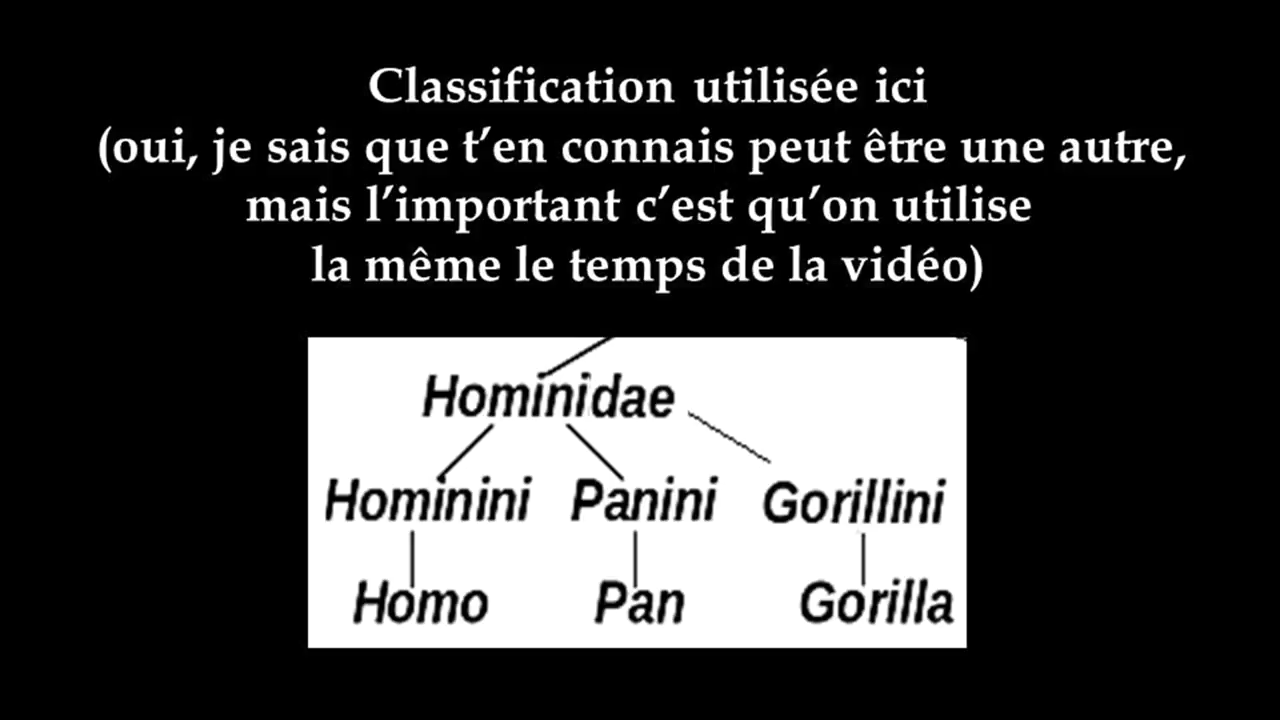 Classification utilisée ici
(oui, je sais que t’en connais peut être une autre,
mais l’important c’est qu’on utilise
la même le temps de la vidéo)
Hominidae
Hominini Panini Gorillini
Homo Pan Gorilla